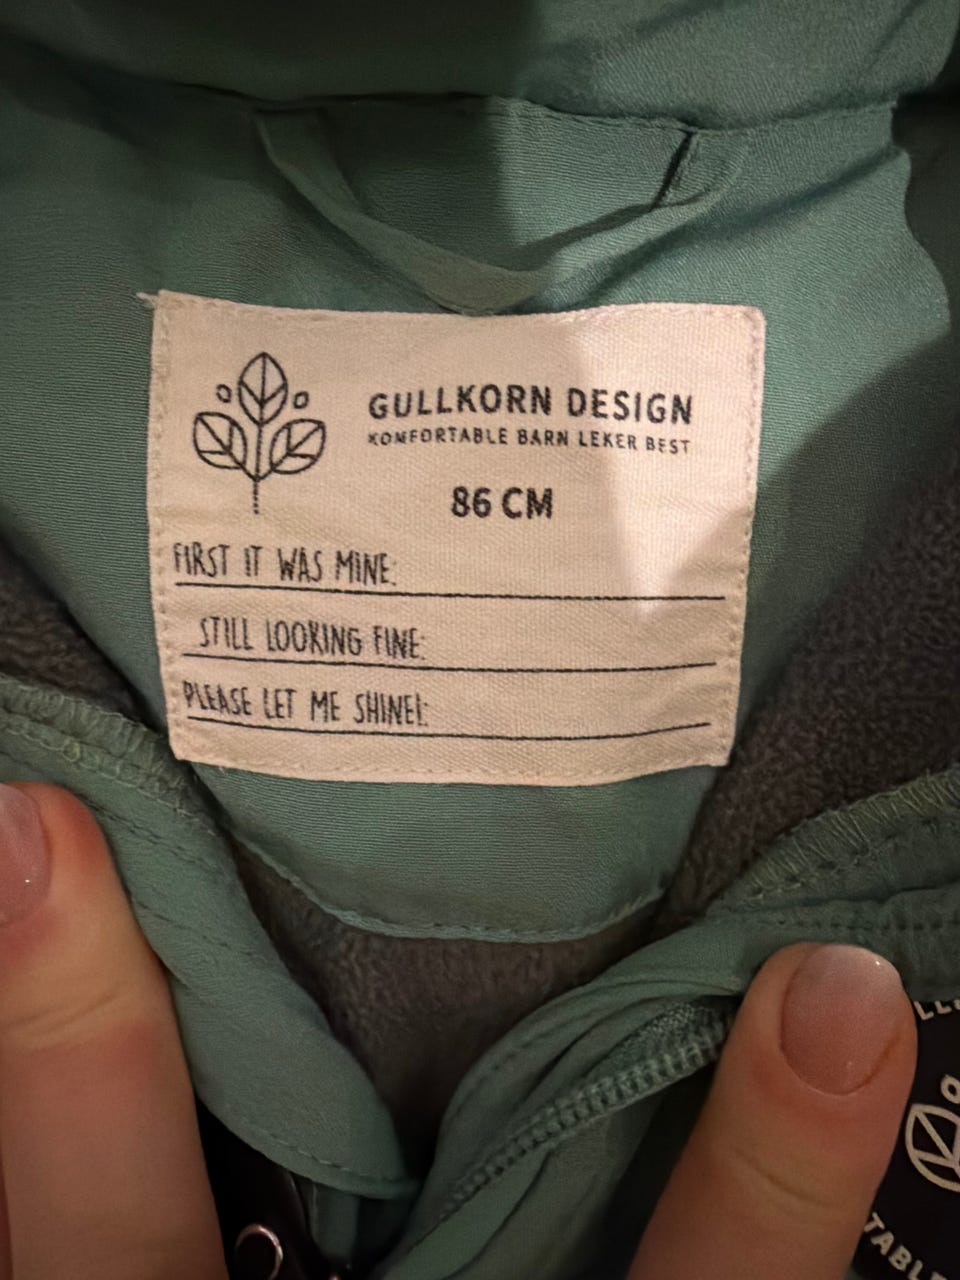 GULLKORN DESIGN
KOMFORTABLE BARN LEKER BEST
86 CM
FIRST IT WAS MINE:
STILL LOOKING FINE:
PLEASE LET ME SHINE!: